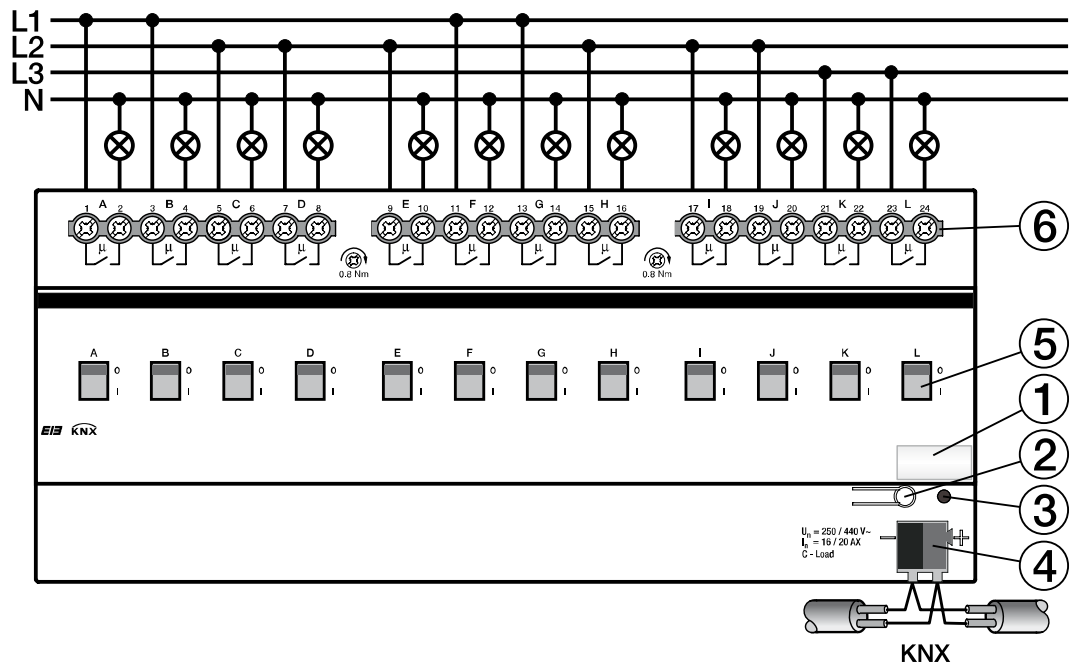 L1
L2
L3
N
1 A 2 3 B 4 5 C 6 7 D 8 9 E 10 11 F 12 13 G 14 15 H 16 17 I 18 19 J 20 21 K 22 23 L 24
6
µ µ µ µ µ µ µ µ µ µ µ µ
0.8 Nm 0.8 Nm
A B C D E F G H I J K L
O O O O O O O O O O O O
I I I I I I I I I I I I
5
1
EIB KNX
2
3
Un = 250 / 440 V~
In = 16 / 20 AX
C - Load
− +
4
KNX